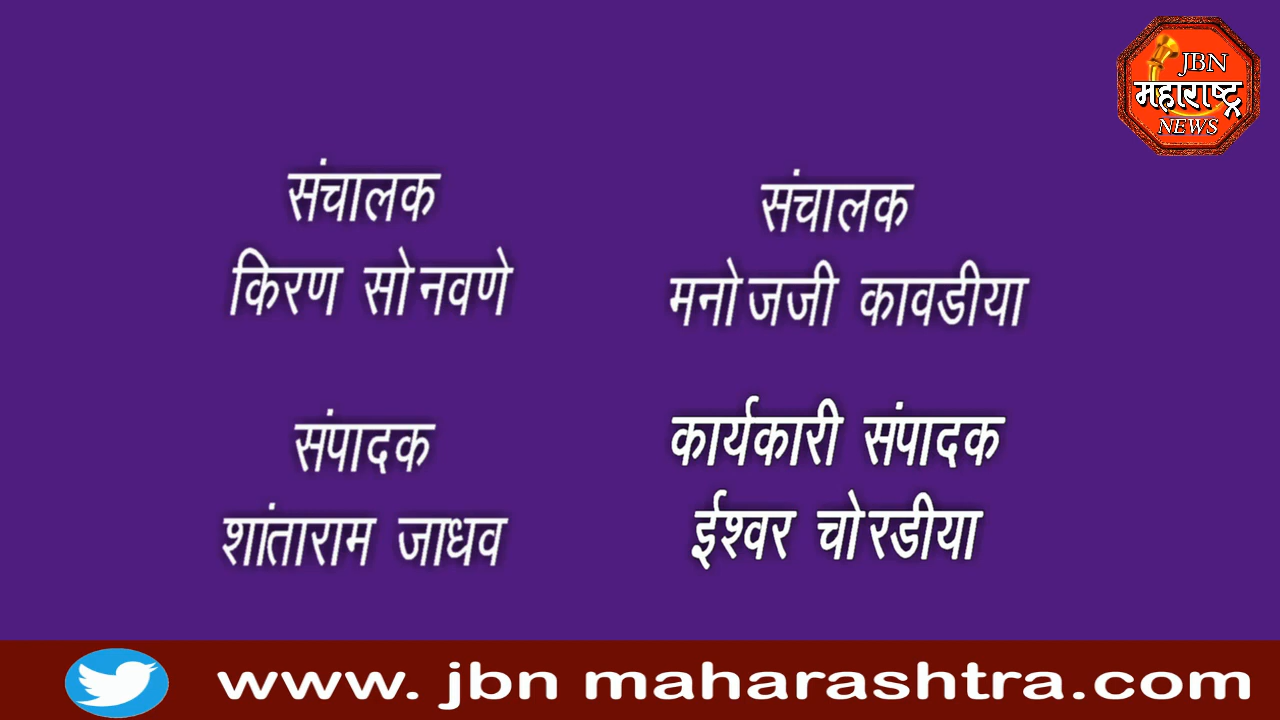 JBN
महाराष्ट्र
NEWS
संचालक
किरण सोनवणे
संचालक
मनोजजी कावडीया
संपादक
शांताराम जाधव
कार्यकारी संपादक
ईश्वर चोरडीया
www. jbn maharashtra.com